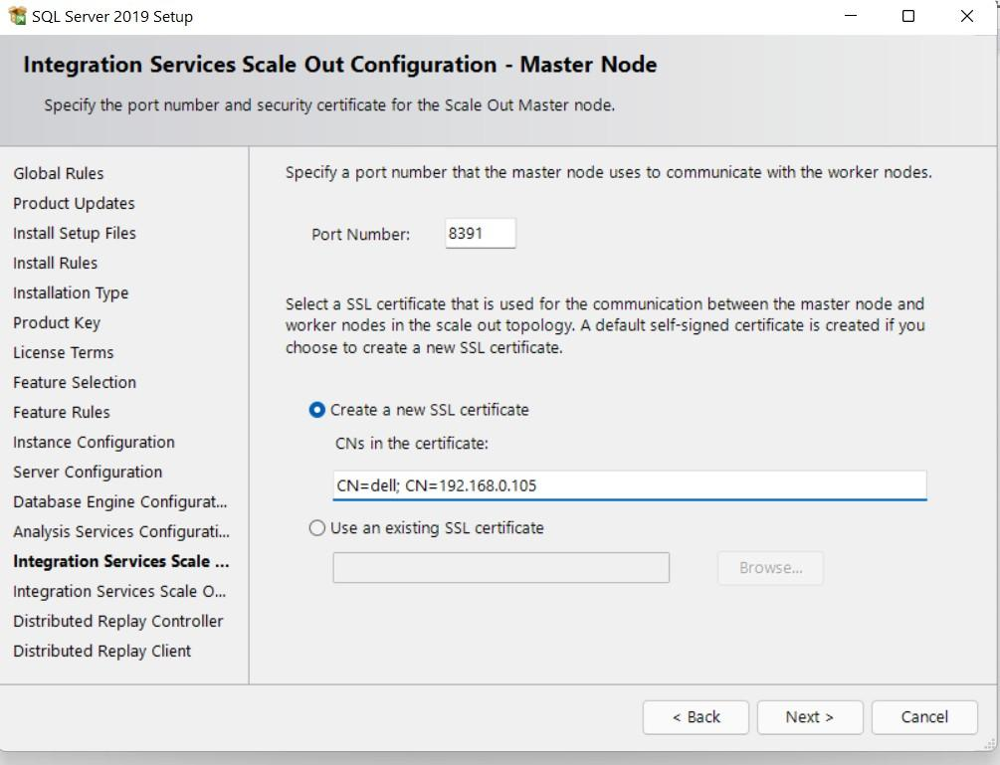 SQL Server 2019 Setup
Integration Services Scale Out Configuration - Master Node
Specify the port number and security certificate for the Scale Out Master node.
Global Rules
Product Updates
Install Setup Files
Install Rules
Installation Type
Product Key
License Terms
Feature Selection
Feature Rules
Instance Configuration
Server Configuration
Database Engine Configurat...
Analysis Services Configurati...
Integration Services Scale ...
Integration Services Scale O...
Distributed Replay Controller
Distributed Replay Client
Specify a port number that the master node uses to communicate with the worker nodes.
Port Number: 8391
Select a SSL certificate that is used for the communication between the master node and
worker nodes in the scale out topology. A default self-signed certificate is created if you
choose to create a new SSL certificate.
Create a new SSL certificate
CNs in the certificate:
CN=dell; CN=192.168.0.105
Use an existing SSL certificate
Browse...
< Back Next > Cancel